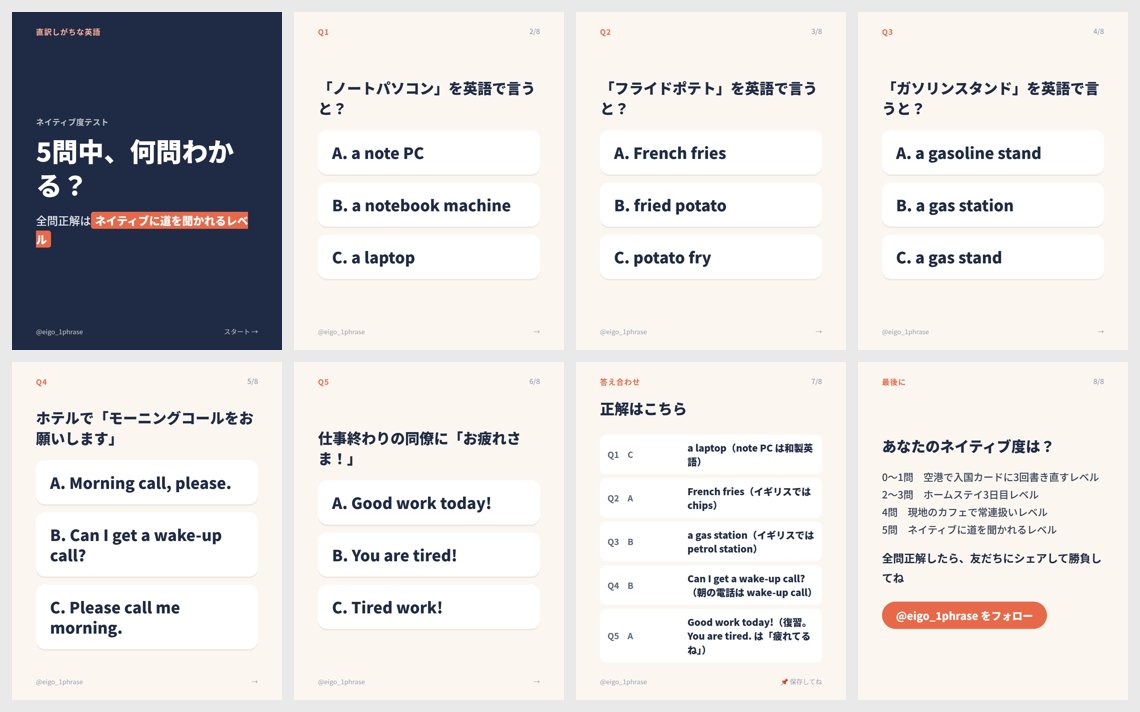 直訳しがちな英語
ネイティブ度テスト
5問中、何問わか
る？
全問正解は ネイティブに道を聞かれるレベ
ル
@eigo_1phrase
スタート →
Q1
2/8
「ノートパソコン」を英語で言う
と？
A. a note PC
B. a notebook machine
C. a laptop
@eigo_1phrase
→
Q2
3/8
「フライドポテト」を英語で言う
と？
A. French fries
B. fried potato
C. potato fry
@eigo_1phrase
→
Q3
4/8
「ガソリンスタンド」を英語で言
うと？
A. a gasoline stand
B. a gas station
C. a gas stand
@eigo_1phrase
→
Q4
5/8
ホテルで「モーニングコールをお
願いします」
A. Morning call, please.
B. Can I get a wake-up
call?
C. Please call me
morning.
@eigo_1phrase
→
Q5
6/8
仕事終わりの同僚に「お疲れさ
ま！」
A. Good work today!
B. You are tired!
C. Tired work!
@eigo_1phrase
→
答え合わせ
7/8
正解はこちら
Q1 C
a laptop（note PC は和製英
語）
Q2 A
French fries（イギリスでは
chips）
Q3 B
a gas station（イギリスでは
petrol station）
Q4 B
Can I get a wake-up call?
（朝の電話は wake-up call）
Q5 A
Good work today!（復習。
You are tired. は「疲れてる
ね」）
@eigo_1phrase
📌 保存してね
最後に
8/8
あなたのネイティブ度は？
0〜1問　空港で入国カードに3回書き直すレベル
2〜3問　ホームステイ3日目レベル
4問　現地のカフェで常連扱いレベル
5問　ネイティブに道を聞かれるレベル
全問正解したら、友だちにシェアして勝負し
てね
@eigo_1phrase をフォロー